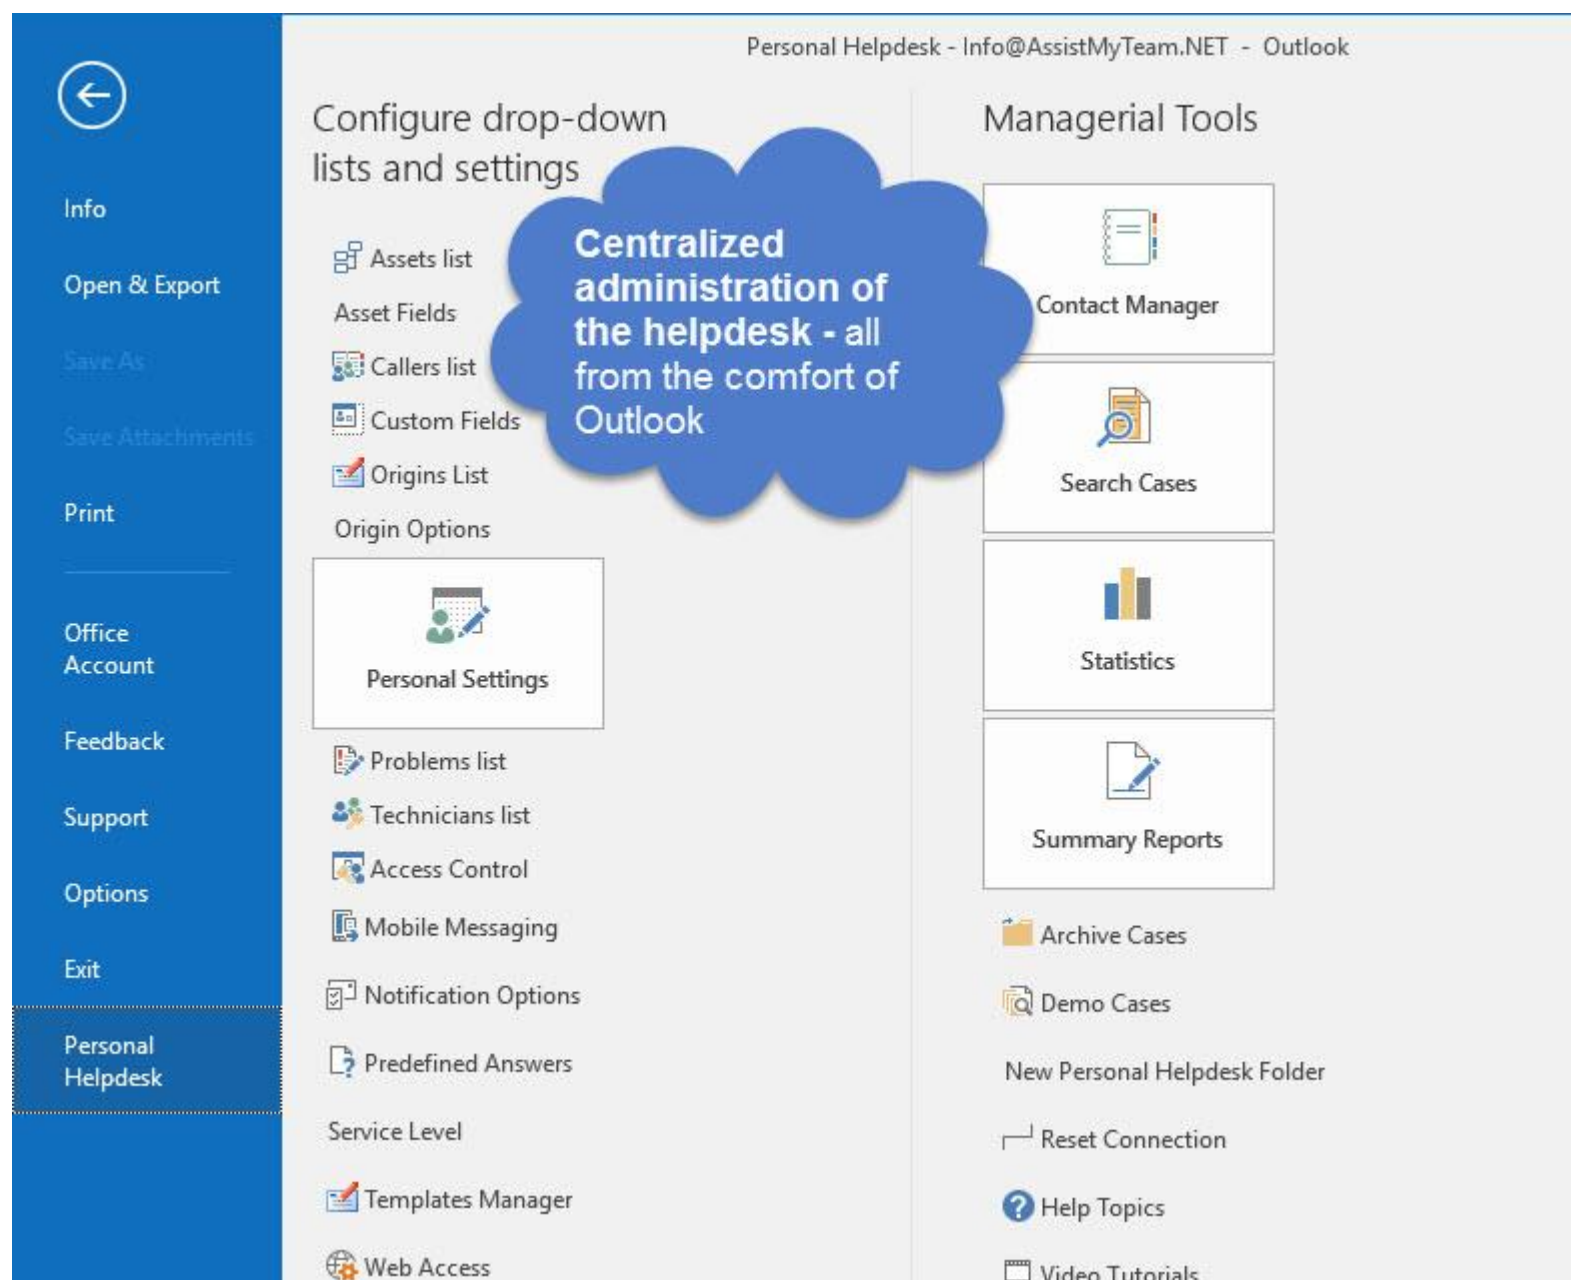 Personal Helpdesk - Info@AssistMyTeam.NET - Outlook
Info
Open & Export
Save As
Save Attachments
Print
Office
Account
Feedback
Support
Options
Exit
Personal
Helpdesk
Configure drop-down
lists and settings
Assets list
Asset Fields
Callers list
Custom Fields
Origins List
Origin Options
Personal Settings
Problems list
Technicians list
Access Control
Mobile Messaging
Notification Options
Predefined Answers
Service Level
Templates Manager
Web Access
Centralized
administration of
the helpdesk - all
from the comfort of
Outlook
Managerial Tools
Contact Manager
Search Cases
Statistics
Summary Reports
Archive Cases
Demo Cases
New Personal Helpdesk Folder
Reset Connection
Help Topics
Video Tutorials